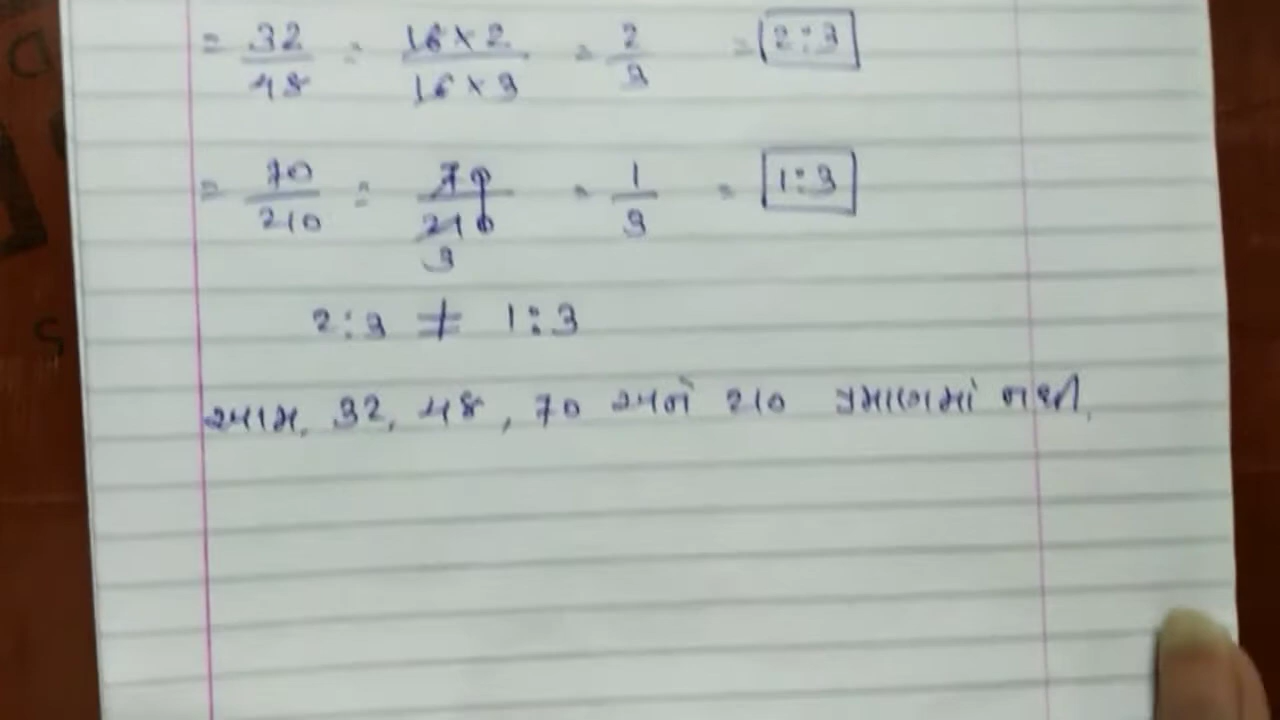 = 32/48 = 16 × 2/16 × 3 = 2/3 = 2:3
= 70/210 = 70/210 3 = 1/3 = 1:3
2:3 ≠ 1:3
આમ, 32, 48, 70 અને 210 પ્રમાણમાં નથી.